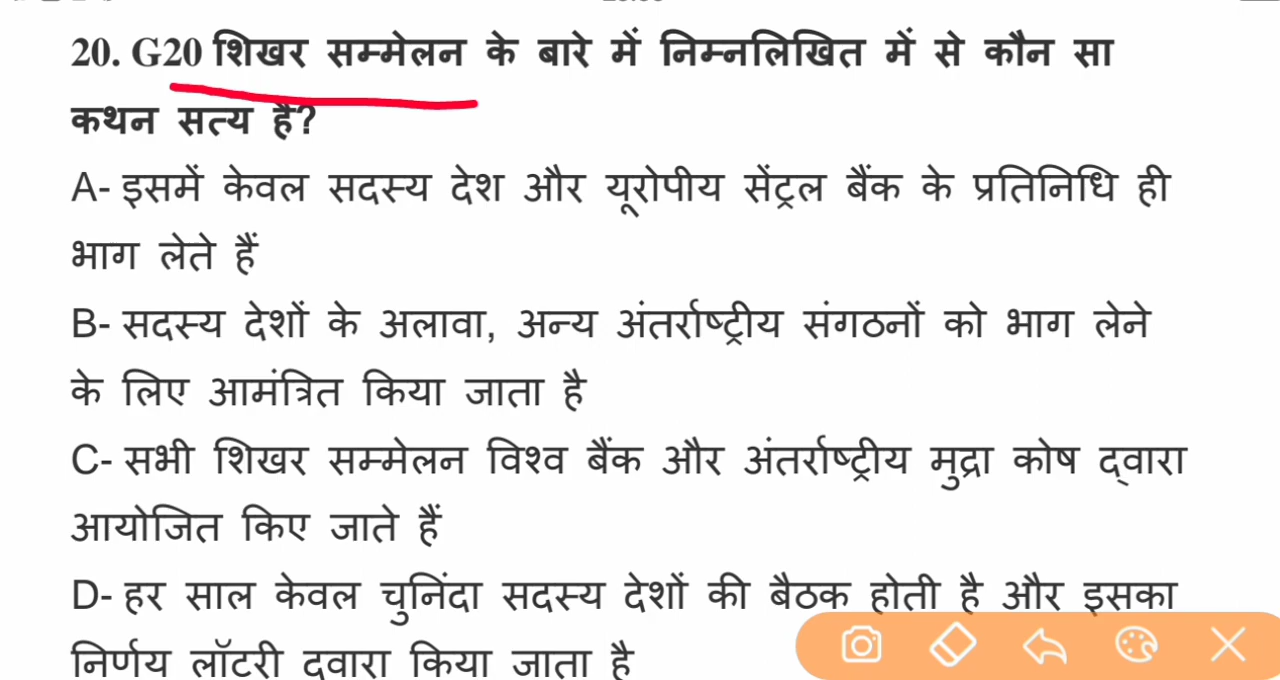 20. G20 शिखर सम्मेलन के बारे में निम्नलिखित में से कौन सा
कथन सत्य है?
A- इसमें केवल सदस्य देश और यूरोपीय सेंट्रल बैंक के प्रतिनिधि ही
भाग लेते हैं
B- सदस्य देशों के अलावा, अन्य अंतर्राष्ट्रीय संगठनों को भाग लेने
के लिए आमंत्रित किया जाता है
C- सभी शिखर सम्मेलन विश्व बैंक और अंतर्राष्ट्रीय मुद्रा कोष द्वारा
आयोजित किए जाते हैं
D- हर साल केवल चुनिंदा सदस्य देशों की बैठक होती है और इसका
निर्णय लॉटरी द्वारा किया जाता है